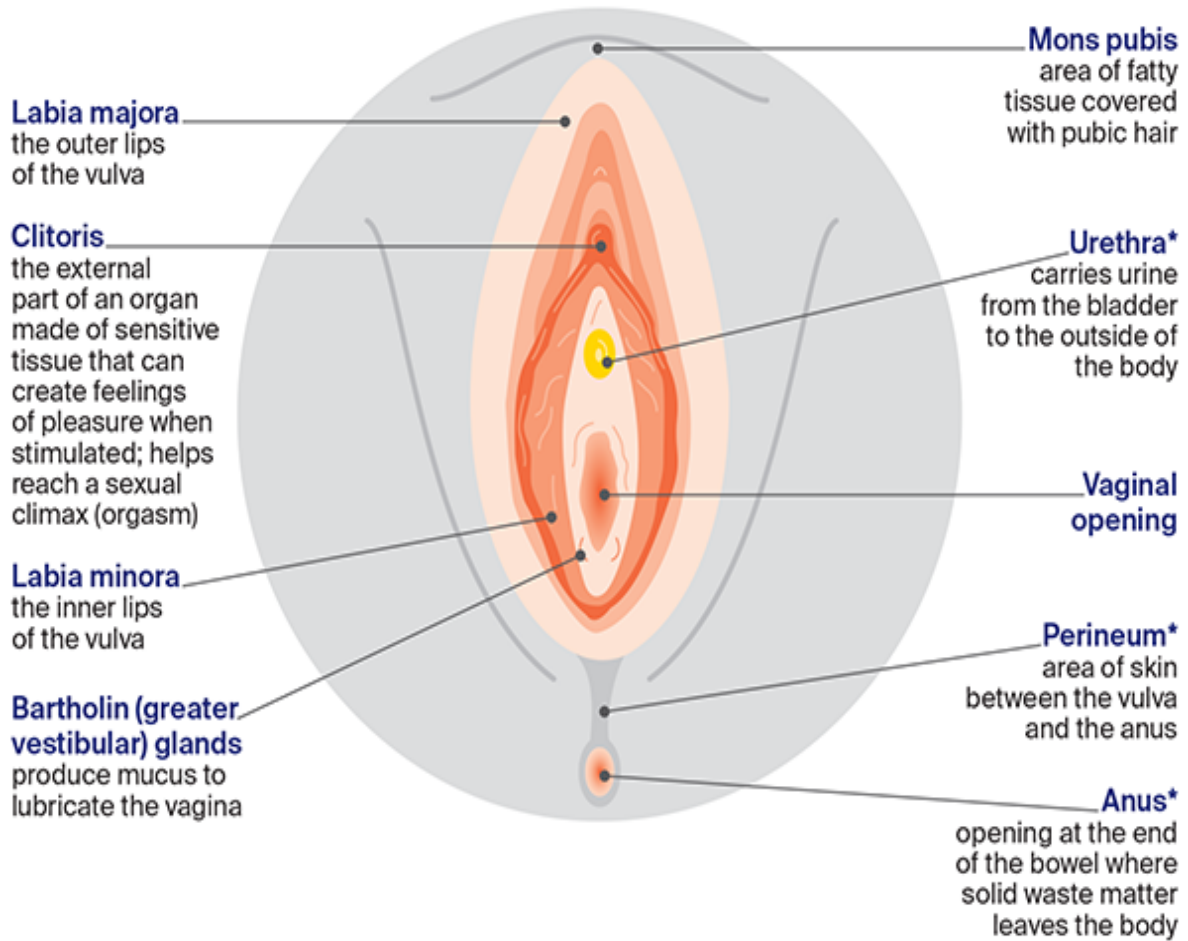 Labia majora
the outer lips
of the vulva
Clitoris
the external
part of an organ
made of sensitive
tissue that can
create feelings
of pleasure when
stimulated; helps
reach a sexual
climax (orgasm)
Labia minora
the inner lips
of the vulva
Bartholin (greater
vestibular) glands
produce mucus to
lubricate the vagina
Mons pubis
area of fatty
tissue covered
with pubic hair
Urethra*
carries urine
from the bladder
to the outside of
the body
Vaginal
opening
Perineum*
area of skin
between the vulva
and the anus
Anus*
opening at the end
of the bowel where
solid waste matter
leaves the body